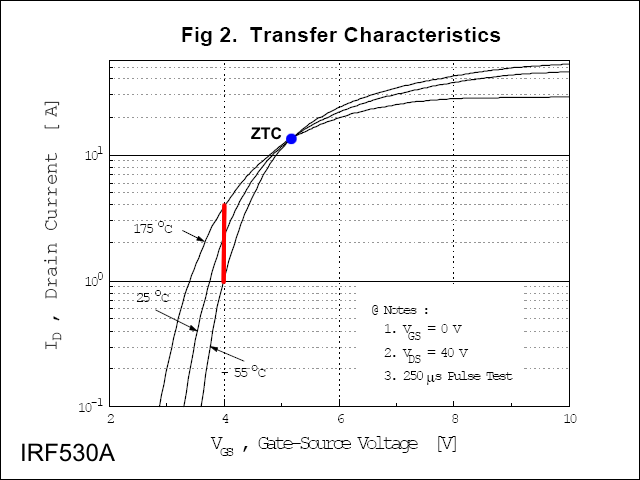 Fig 2. Transfer Characteristics
I_D , Drain Current [A]
ZTC
10^1
175 °C
10^0
25 °C
- 55 °C
@ Notes :
1. V_GS = 0 V
2. V_DS = 40 V
3. 250 µs Pulse Test
10^-1
2 4 6 8 10
V_GS , Gate-Source Voltage [V]
IRF530A